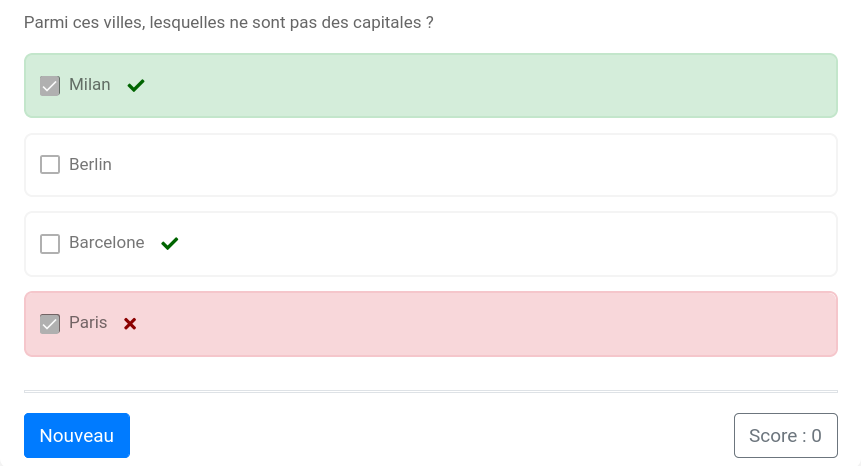 Parmi ces villes, lesquelles ne sont pas des capitales ?
Milan
Berlin
Barcelone
Paris
Nouveau
Score : 0